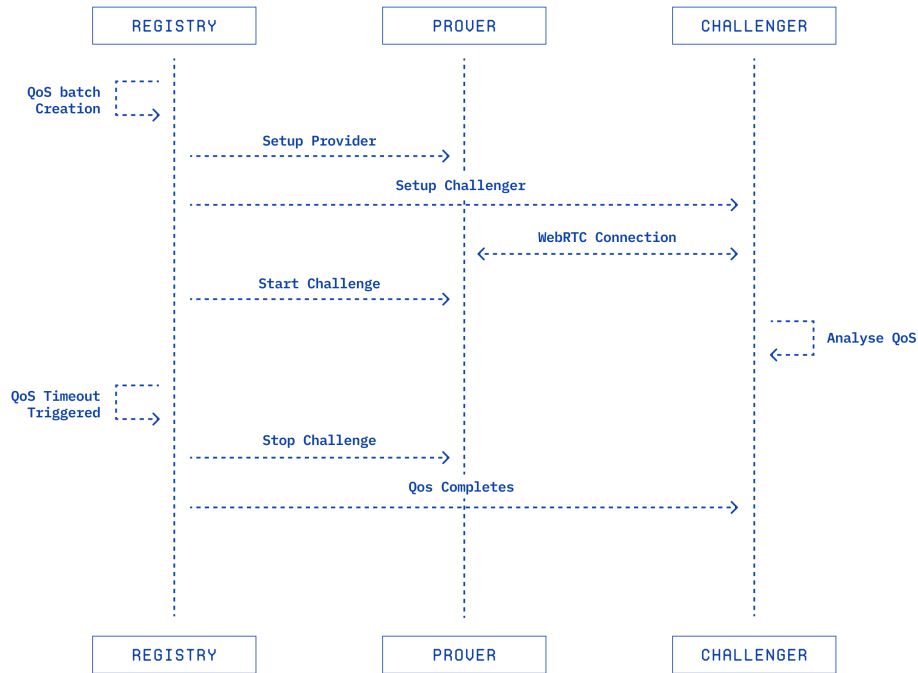 REGISTRY
PROVER
CHALLENGER
QoS batch
Creation
Setup Provider
Setup Challenger
WebRTC Connection
Start Challenge
Analyse QoS
QoS Timeout
Triggered
Stop Challenge
Qos Completes
REGISTRY
PROVER
CHALLENGER